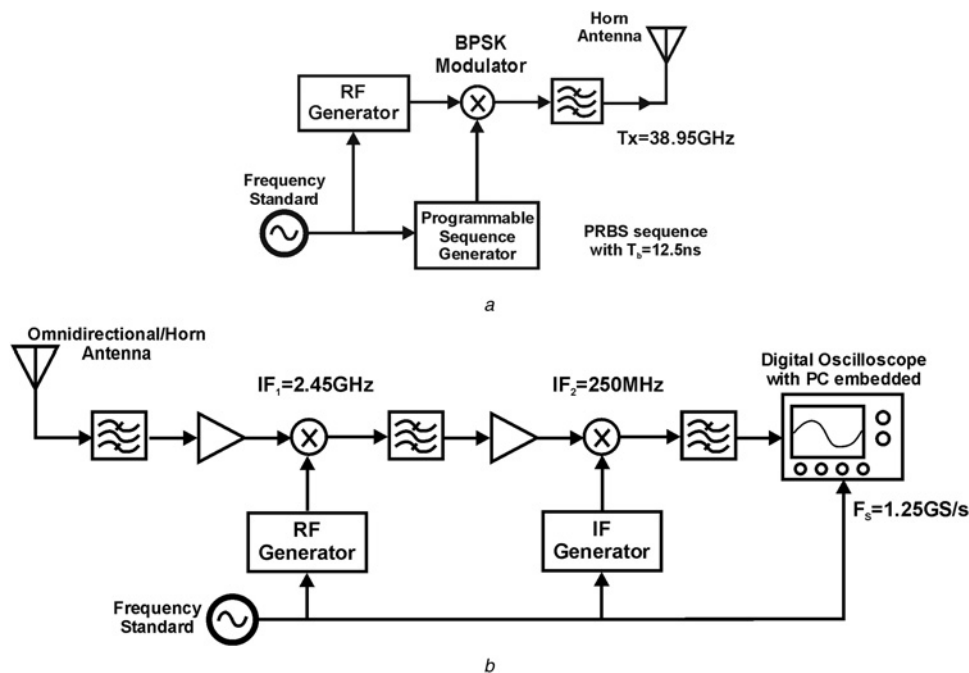 Horn
Antenna
BPSK
Modulator
RF
Generator
Tx=38.95GHz
Frequency
Standard
Programmable
Sequence
Generator
PRBS sequence
with Tb=12.5ns
a
Omnidirectional/Horn
Antenna
IF1=2.45GHz
IF2=250MHz
Digital Oscilloscope
with PC embedded
FS=1.25GS/s
RF
Generator
IF
Generator
Frequency
Standard
b